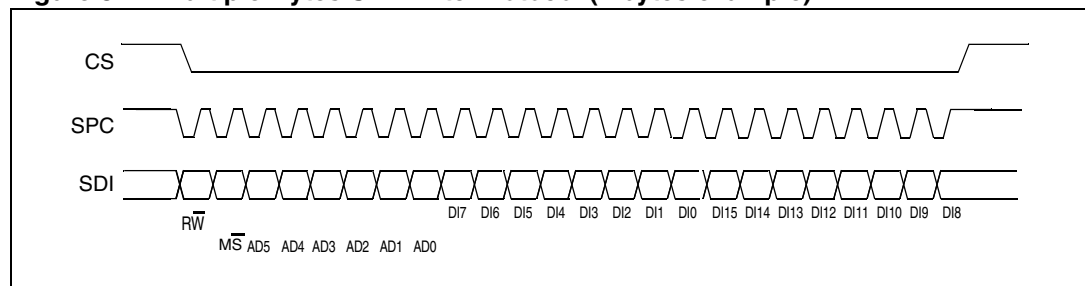 CS
SPC
SDI
DI7 DI6 DI5 DI4 DI3 DI2 DI1 DI0 DI15 DI14 DI13 DI12 DI11 DI10 DI9 DI8
RW̅
MS̅ AD5 AD4 AD3 AD2 AD1 AD0